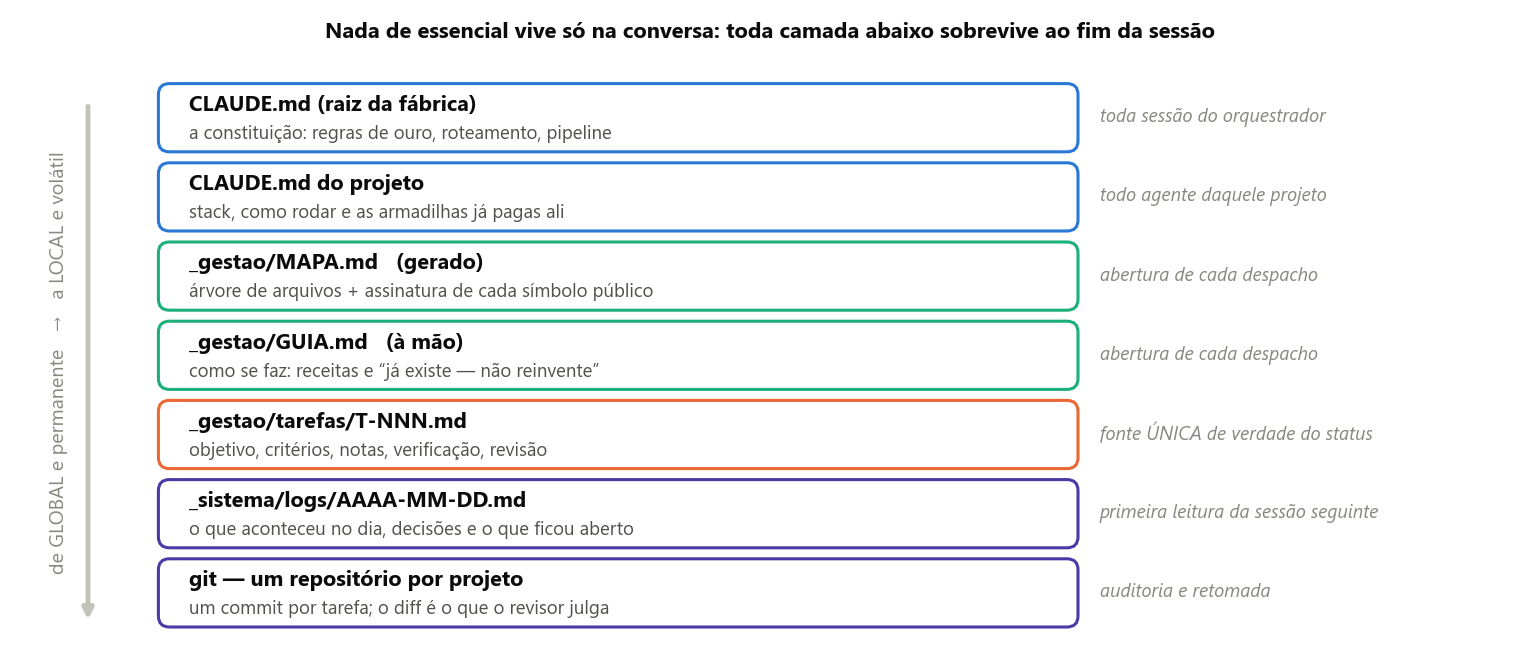 Nada de essencial vive só na conversa: toda camada abaixo sobrevive ao fim da sessão
de GLOBAL e permanente → a LOCAL e volátil
CLAUDE.md (raiz da fábrica)
a constituição: regras de ouro, roteamento, pipeline
toda sessão do orquestrador
CLAUDE.md do projeto
stack, como rodar e as armadilhas já pagas ali
todo agente daquele projeto
_gestao/MAPA.md (gerado)
árvore de arquivos + assinatura de cada símbolo público
abertura de cada despacho
_gestao/GUIA.md (à mão)
como se faz: receitas e “já existe — não reinvente”
abertura de cada despacho
_gestao/tarefas/T-NNN.md
objetivo, critérios, notas, verificação, revisão
fonte ÚNICA de verdade do status
_sistema/logs/AAAA-MM-DD.md
o que aconteceu no dia, decisões e o que ficou aberto
primeira leitura da sessão seguinte
git — um repositório por projeto
um commit por tarefa; o diff é o que o revisor julga
auditoria e retomada